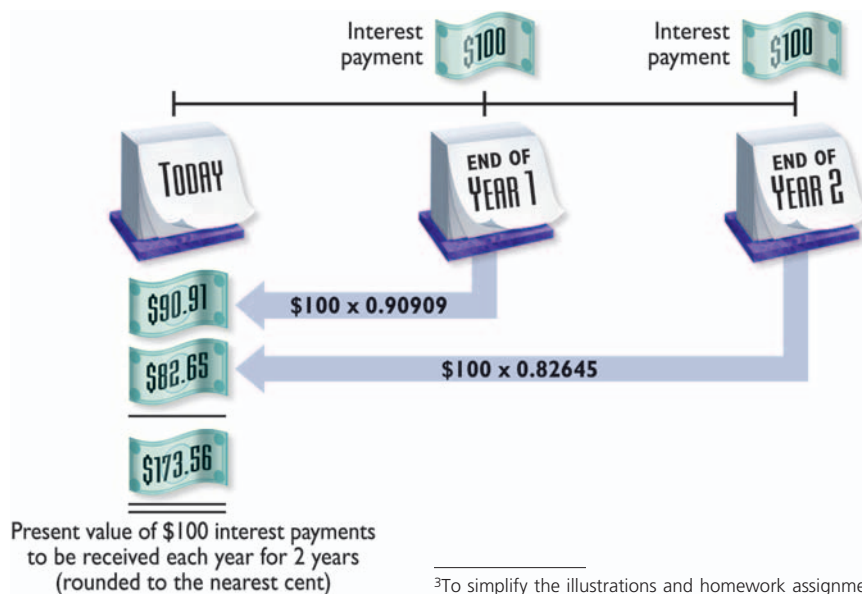 Interest
payment
$100
Interest
payment
$100
TODAY
END OF
YEAR 1
END OF
YEAR 2
$90.91
$100 x 0.90909
$82.65
$100 x 0.82645
$173.56
Present value of $100 interest payments
to be received each year for 2 years
(rounded to the nearest cent)
3To simplify the illustrations and homework